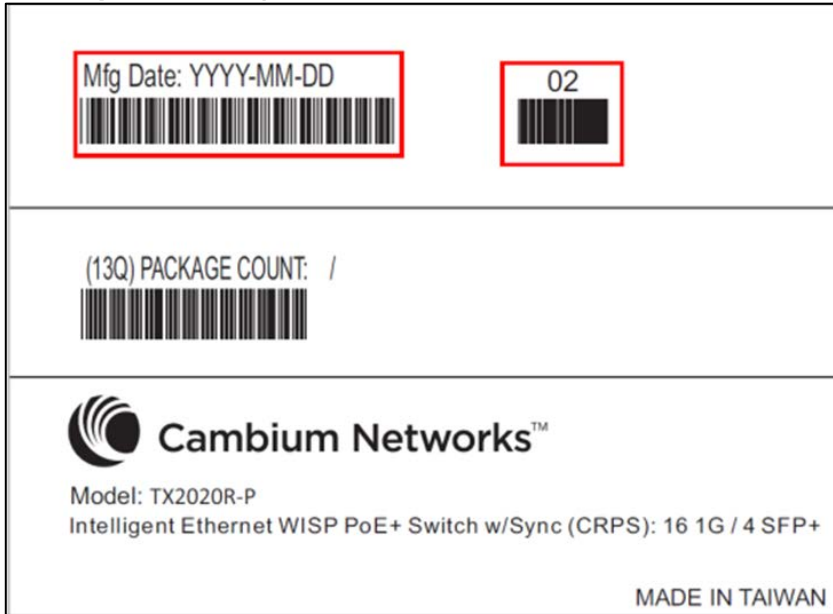 Mfg Date: YYYY-MM-DD
02
(13Q) PACKAGE COUNT: /
Cambium Networks™
Model: TX2020R-P
Intelligent Ethernet WISP PoE+ Switch w/Sync (CRPS): 16 1G / 4 SFP+
MADE IN TAIWAN